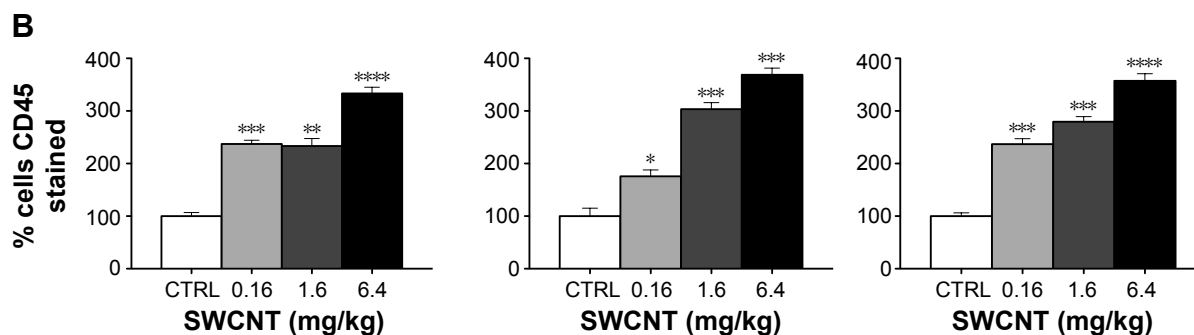 B
% cells CD45
stained
400
300
200
100
0
***
**
****
CTRL 0.16 1.6 6.4
SWCNT (mg/kg)
400
300
200
100
0
*
***
***
CTRL 0.16 1.6 6.4
SWCNT (mg/kg)
400
300
200
100
0
***
***
****
CTRL 0.16 1.6 6.4
SWCNT (mg/kg)